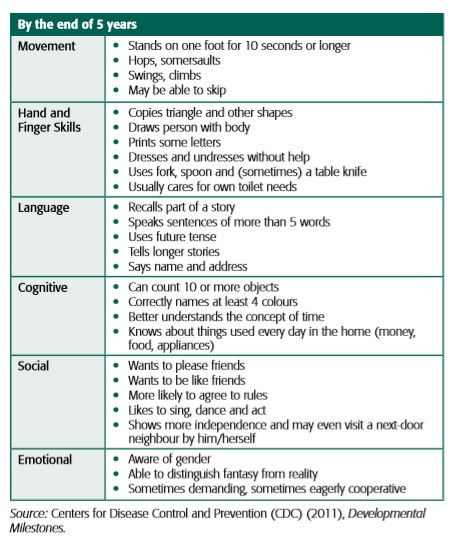 By the end of 5 years
Movement
• Stands on one foot for 10 seconds or longer
• Hops, somersaults
• Swings, climbs
• May be able to skip
Hand and
Finger Skills
• Copies triangle and other shapes
• Draws person with body
• Prints some letters
• Dresses and undresses without help
• Uses fork, spoon and (sometimes) a table knife
• Usually cares for own toilet needs
Language
• Recalls part of a story
• Speaks sentences of more than 5 words
• Uses future tense
• Tells longer stories
• Says name and address
Cognitive
• Can count 10 or more objects
• Correctly names at least 4 colours
• Better understands the concept of time
• Knows about things used every day in the home (money,
food, appliances)
Social
• Wants to please friends
• Wants to be like friends
• More likely to agree to rules
• Likes to sing, dance and act
• Shows more independence and may even visit a next-door
neighbour by him/herself
Emotional
• Aware of gender
• Able to distinguish fantasy from reality
• Sometimes demanding, sometimes eagerly cooperative
Source: Centers for Disease Control and Prevention (CDC) (2011), Developmental
Milestones.